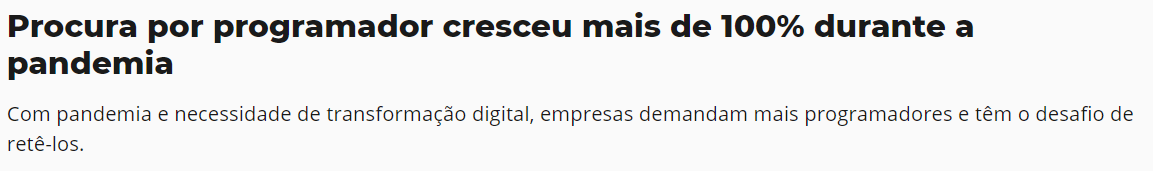 Procura por programador cresceu mais de 100% durante a
pandemia
Com pandemia e necessidade de transformação digital, empresas demandam mais programadores e têm o desafio de
retê-los.